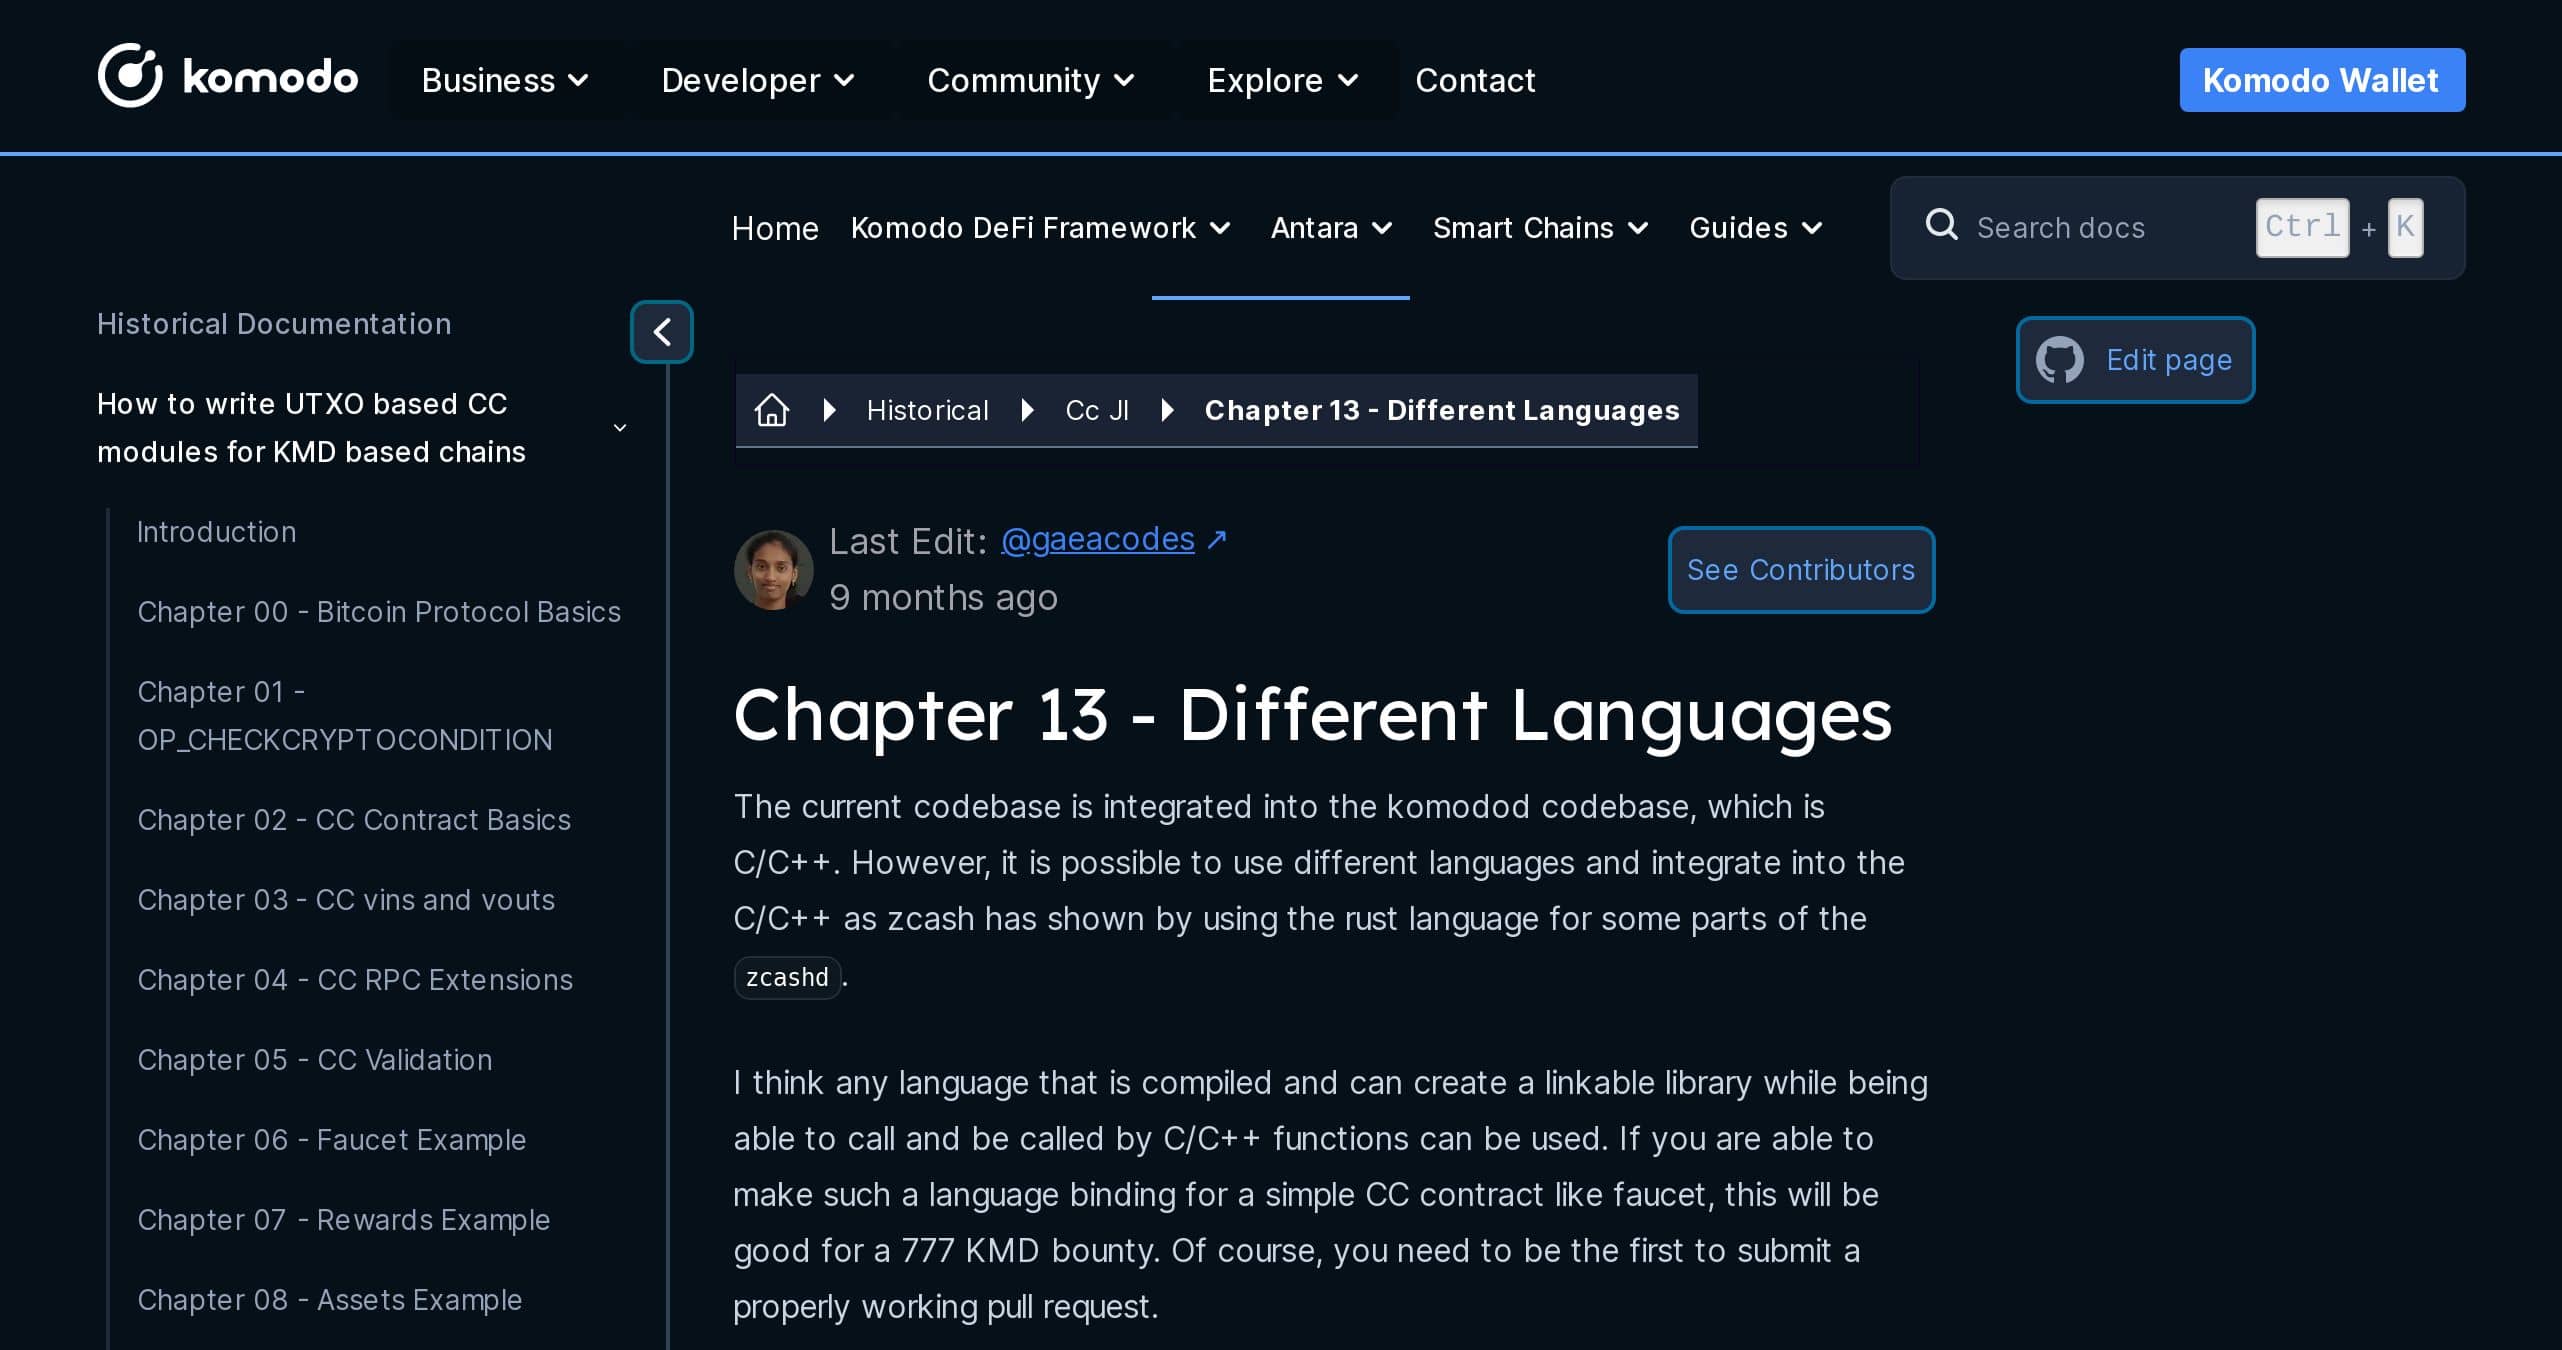 komodo
Business
Developer
Community
Explore
Contact
Komodo Wallet
Home
Komodo DeFi Framework
Antara
Smart Chains
Guides
Search docs
Ctrl + K
Historical Documentation
How to write UTXO based CC
modules for KMD based chains
Introduction
Chapter 00 - Bitcoin Protocol Basics
Chapter 01 -
OP_CHECKCRYPTOCONDITION
Chapter 02 - CC Contract Basics
Chapter 03 - CC vins and vouts
Chapter 04 - CC RPC Extensions
Chapter 05 - CC Validation
Chapter 06 - Faucet Example
Chapter 07 - Rewards Example
Chapter 08 - Assets Example
Edit page
Historical
Cc Jl
Chapter 13 - Different Languages
Last Edit: @gaeacodes ↗
9 months ago
See Contributors
Chapter 13 - Different Languages
The current codebase is integrated into the komodod codebase, which is
C/C++. However, it is possible to use different languages and integrate into the
C/C++ as zcash has shown by using the rust language for some parts of the
zcashd.
I think any language that is compiled and can create a linkable library while being
able to call and be called by C/C++ functions can be used. If you are able to
make such a language binding for a simple CC contract like faucet, this will be
good for a 777 KMD bounty. Of course, you need to be the first to submit a
properly working pull request.